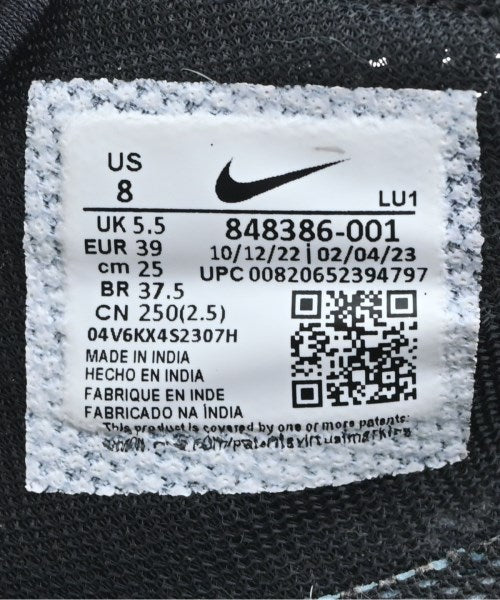 US
8
LU1
UK 5.5
EUR 39
cm 25
BR 37.5
CN 250(2.5)
848386-001
10/12/22 | 02/04/23
UPC 00820652394797
04V6KX4S2307H
MADE IN INDIA
HECHO EN INDIA
FABRIQUE EN INDE
FABRICADO NA ÍNDIA
This product is covered by one or more patents: